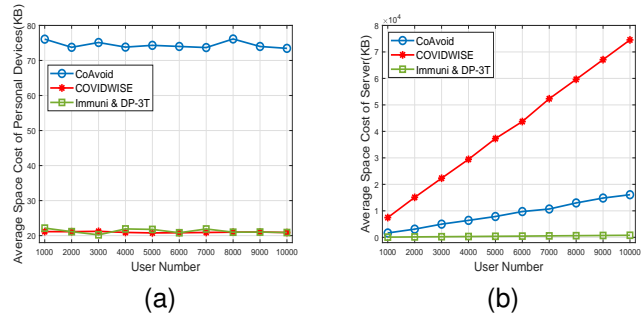 Average Space Cost of Personal Devices(KB)
80
70
60
50
40
30
20
CoAvoid
COVIDWISE
Immuni & DP-3T
1000 2000 3000 4000 5000 6000 7000 8000 9000 10000
User Number
(a)
Average Space Cost of Server(KB)
8 ×10⁴
7
6
5
4
3
2
1
0
CoAvoid
COVIDWISE
Immuni & DP-3T
1000 2000 3000 4000 5000 6000 7000 8000 9000 10000
User Number
(b)